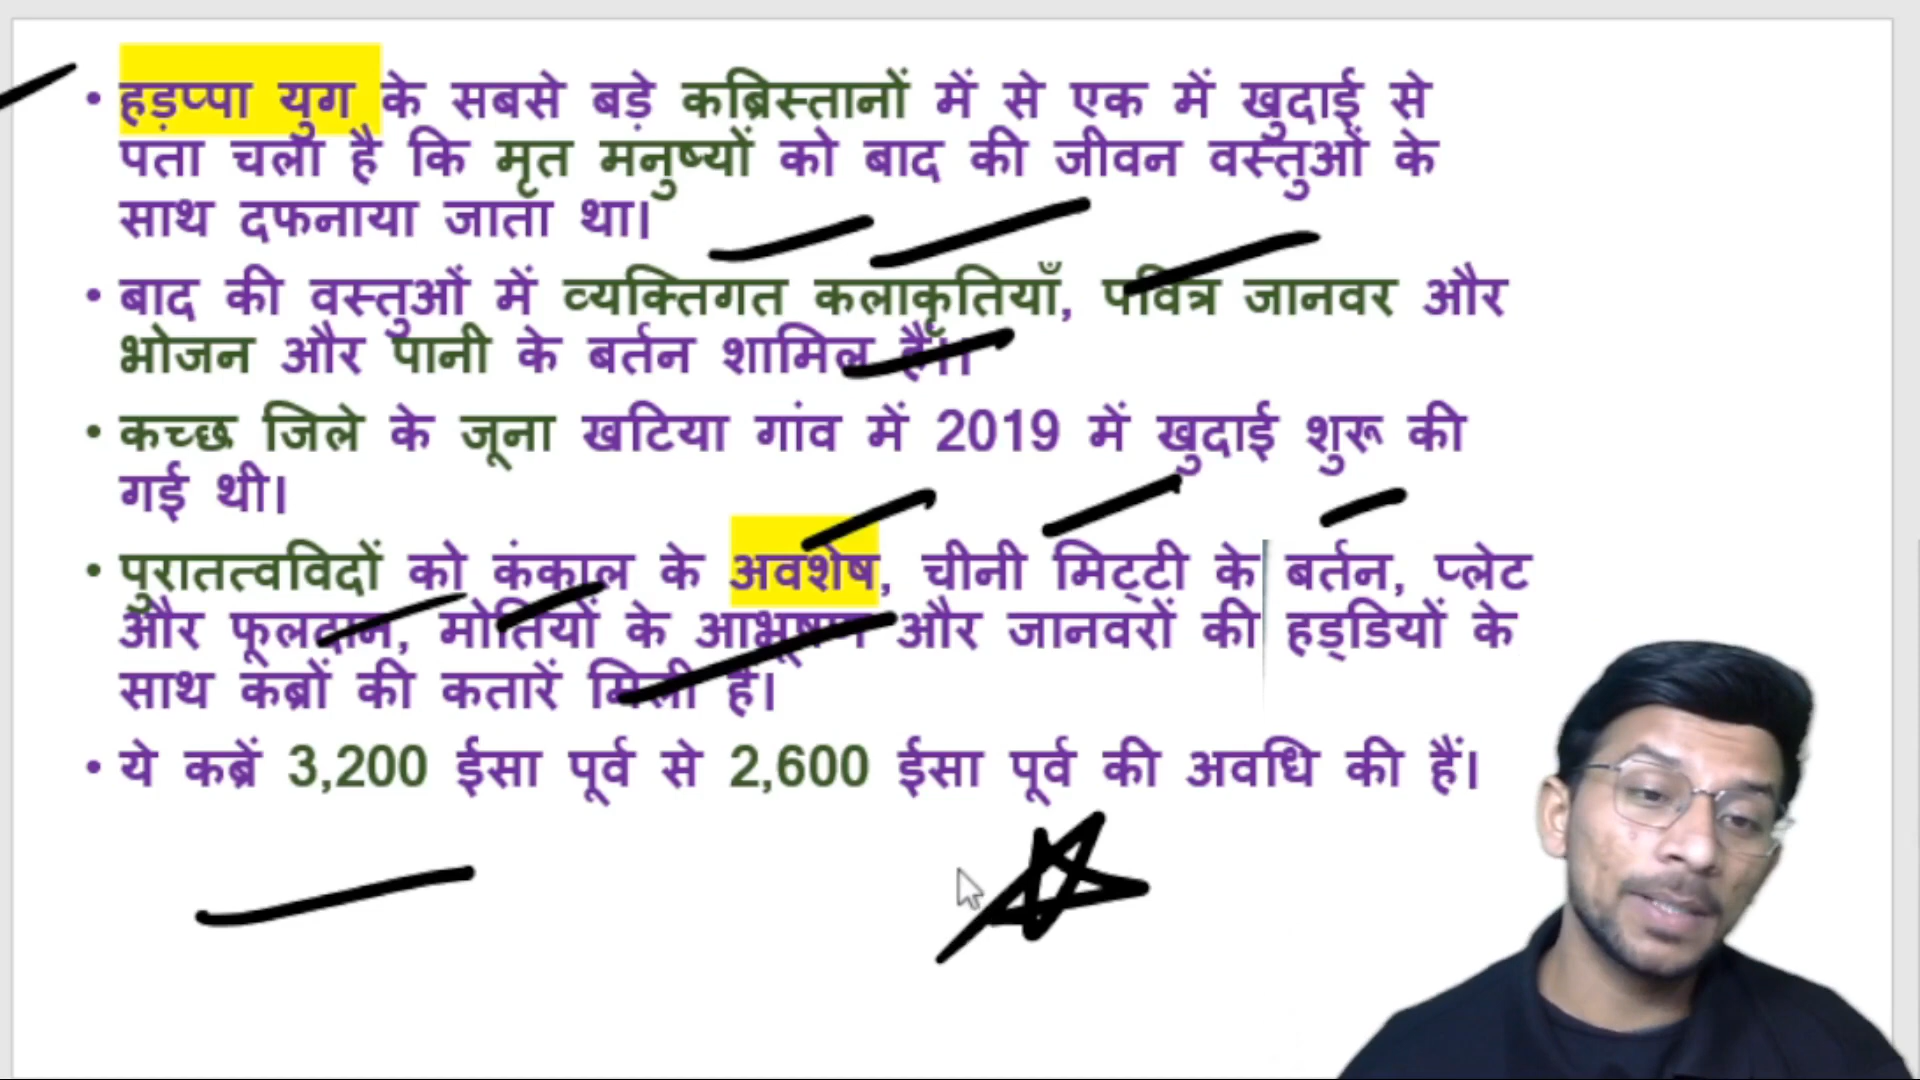 • हड़प्पा युग के सबसे बड़े कब्रिस्तानों में से एक में खुदाई से
पता चला है कि मृत मनुष्यों को बाद की जीवन वस्तुओं के
साथ दफनाया जाता था।
• बाद की वस्तुओं में व्यक्तिगत कलाकृतियाँ, पवित्र जानवर और
भोजन और पानी के बर्तन शामिल हैं।।
• कच्छ जिले के जूना खटिया गांव में 2019 में खुदाई शुरू की
गई थी।
• पुरातत्वविदों को कंकाल के अवशेष, चीनी मिट्टी के बर्तन, प्लेट
और फूलदान, मोतियों के आभूषण और जानवरों की हड्डियों के
साथ कब्रों की कतारें मिली हैं।
• ये कब्रें 3,200 ईसा पूर्व से 2,600 ईसा पूर्व की अवधि की हैं।